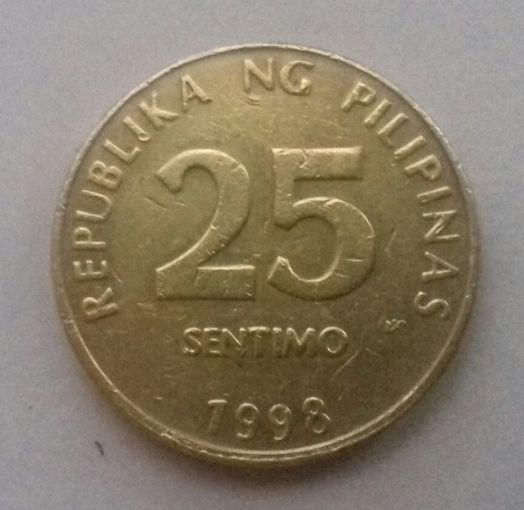 REPUBLIKA NG PILIPINAS
25
SENTIMO
1998